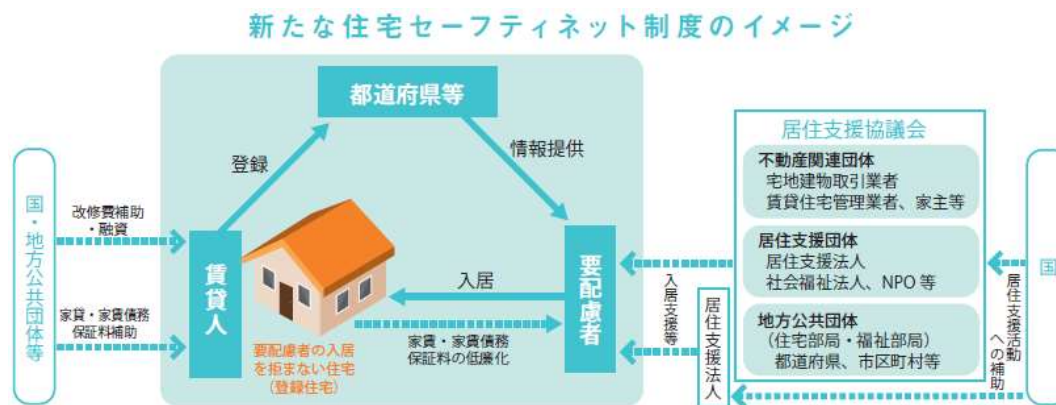 新たな住宅セーフティネット制度のイメージ
都道府県等
登録
情報提供
国・地方公共団体等
改修費補助
・融資
家賃・家賃債務
保証料補助
賃貸人
要配慮者の入居
を拒まない住宅
（登録住宅）
入居
家賃・家賃債務
保証料の低廉化
要配慮者
入居支援等
居住支援法人
居住支援協議会
不動産関連団体
宅地建物取引業者
賃貸住宅管理業者、家主等
居住支援団体
居住支援法人
社会福祉法人、NPO 等
地方公共団体
（住宅部局・福祉部局）
都道府県、市区町村等
居住支援活動
への補助
国